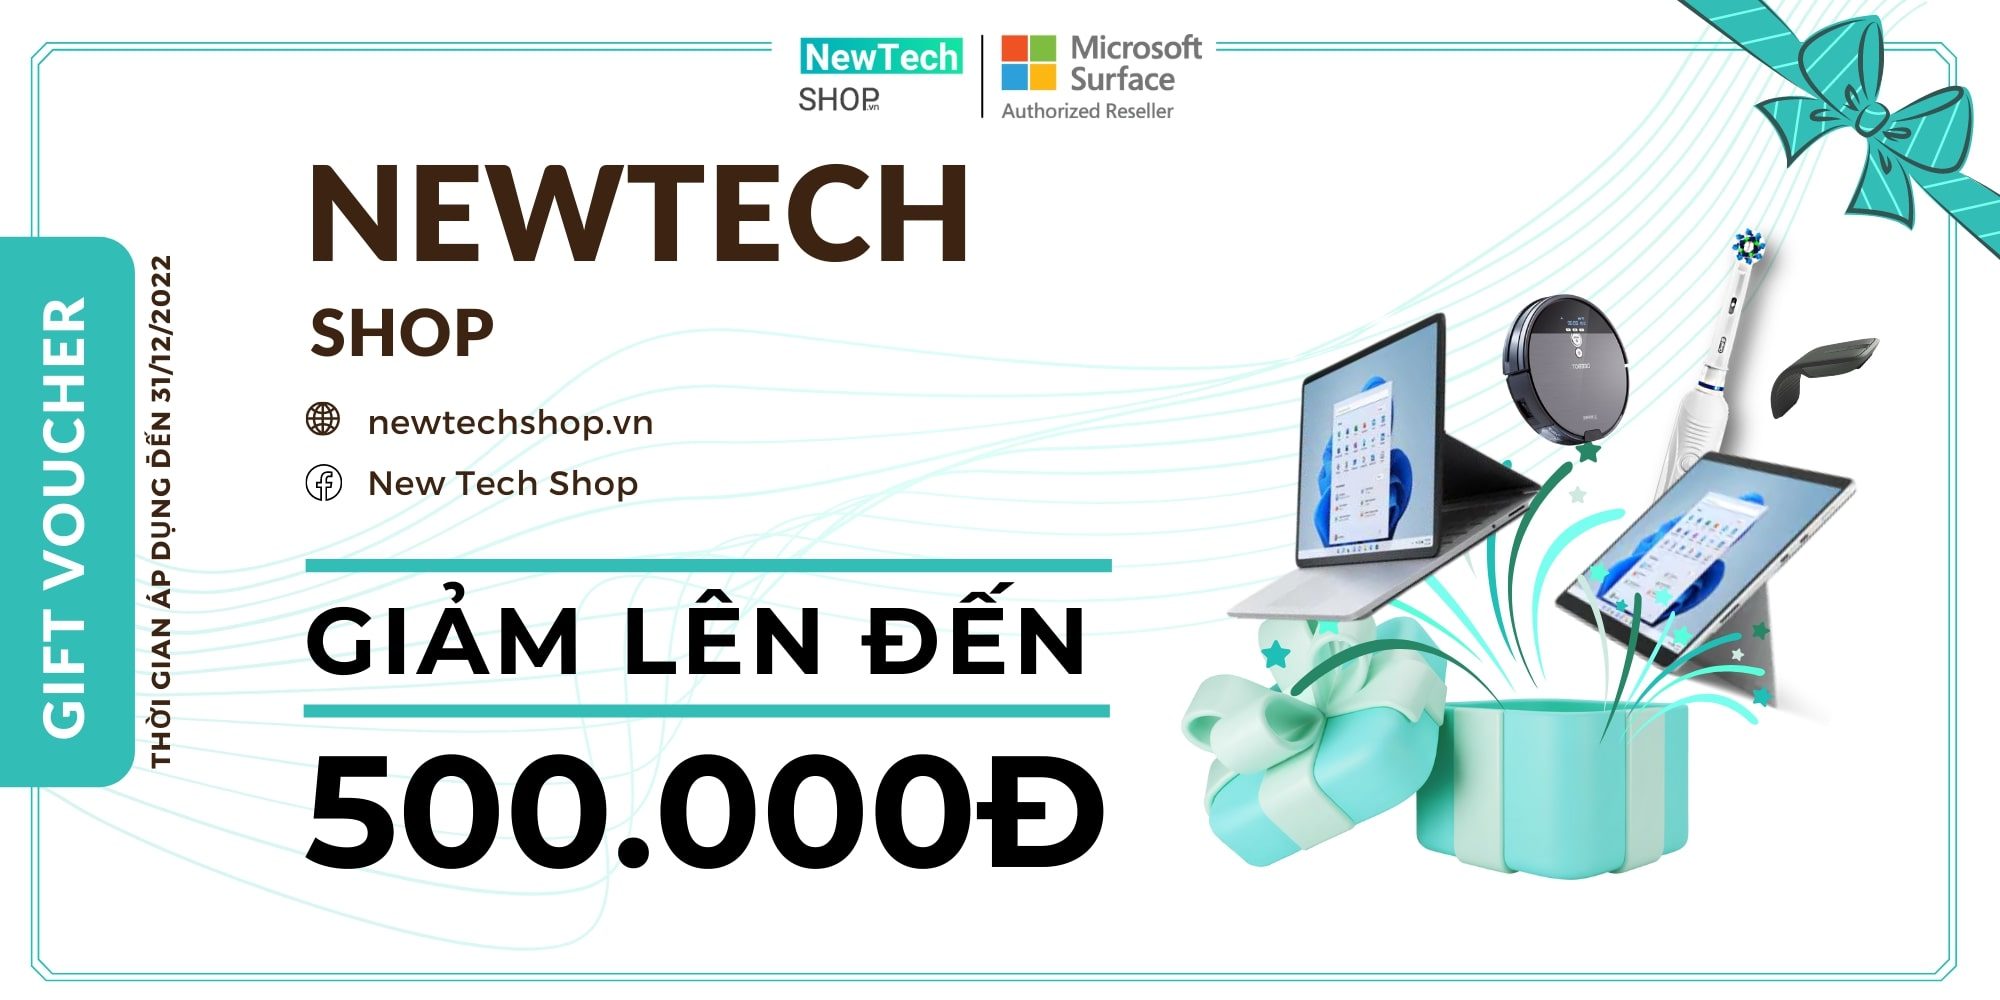 NewTech
SHOP.vn
Microsoft
Surface
Authorized Reseller
NEWTECH
SHOP
newtechshop.vn
New Tech Shop
GIẢM LÊN ĐẾN
500.000Đ
GIFT VOUCHER
THỜI GIAN ÁP DỤNG ĐẾN 31/12/2022